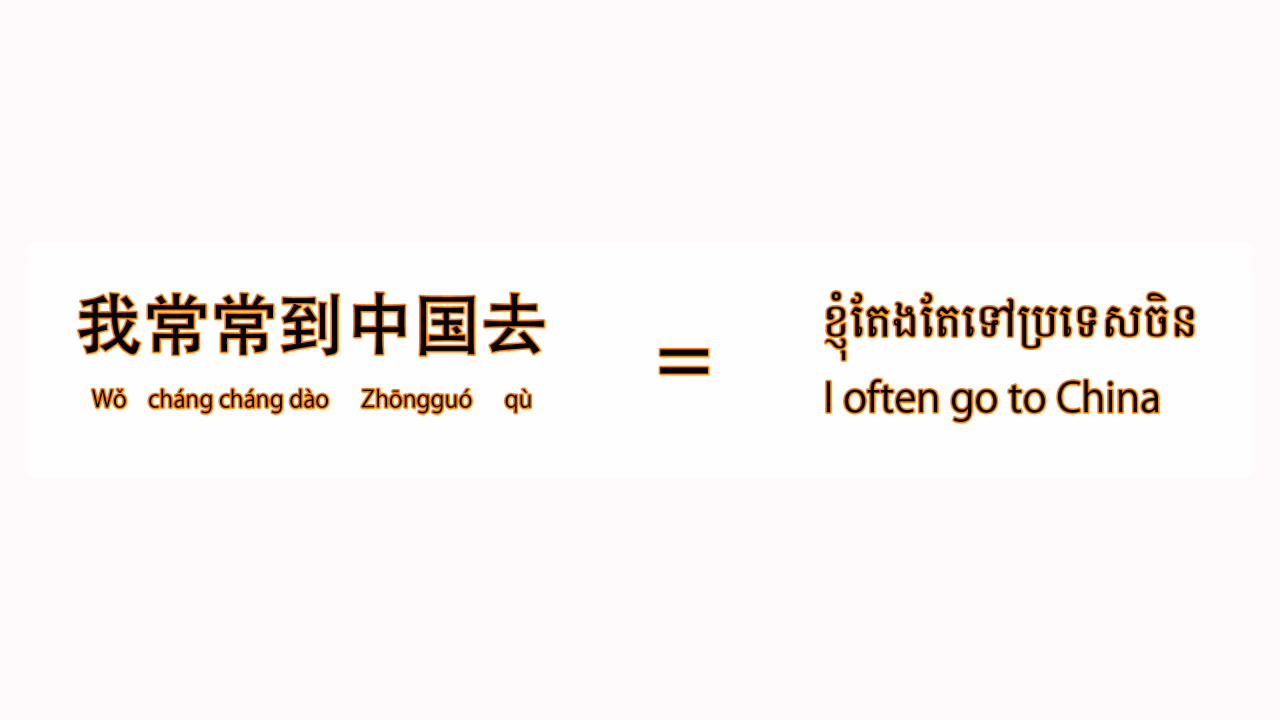 我常常到中国去
Wǒ cháng cháng dào Zhōngguó qù
=
ខ្ញុំតែងតែទៅប្រទេសចិន
I often go to China